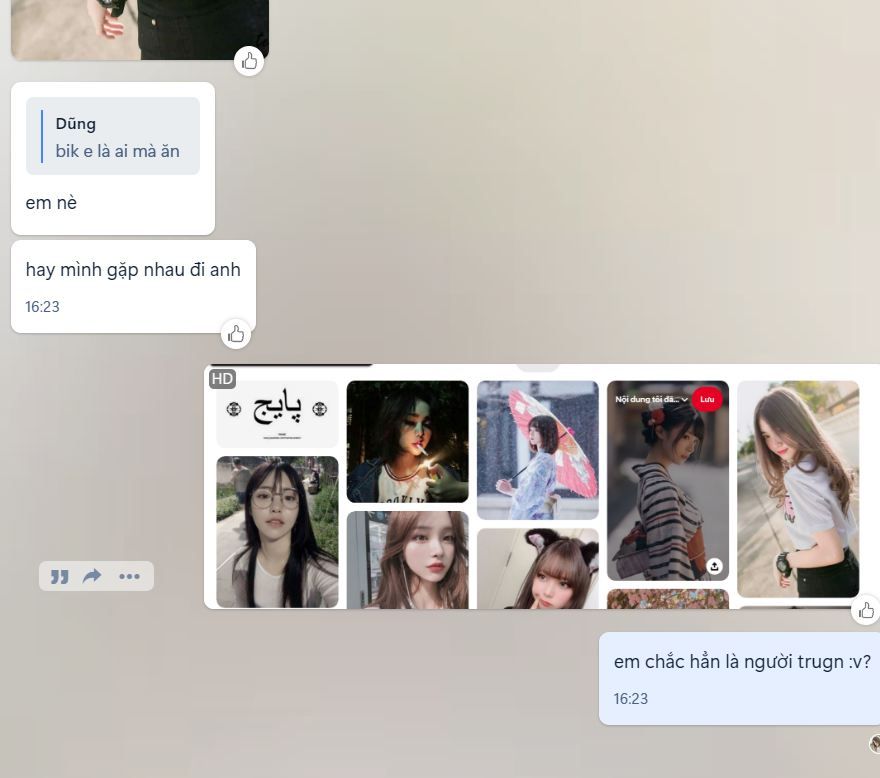 Dũng
bik e là ai mà ăn
em nè
hay mình gặp nhau đi anh
16:23
HD
پايج
Nội dung tôi đã...
Lưu
16:23
em chắc hẳn là người trugn :v?